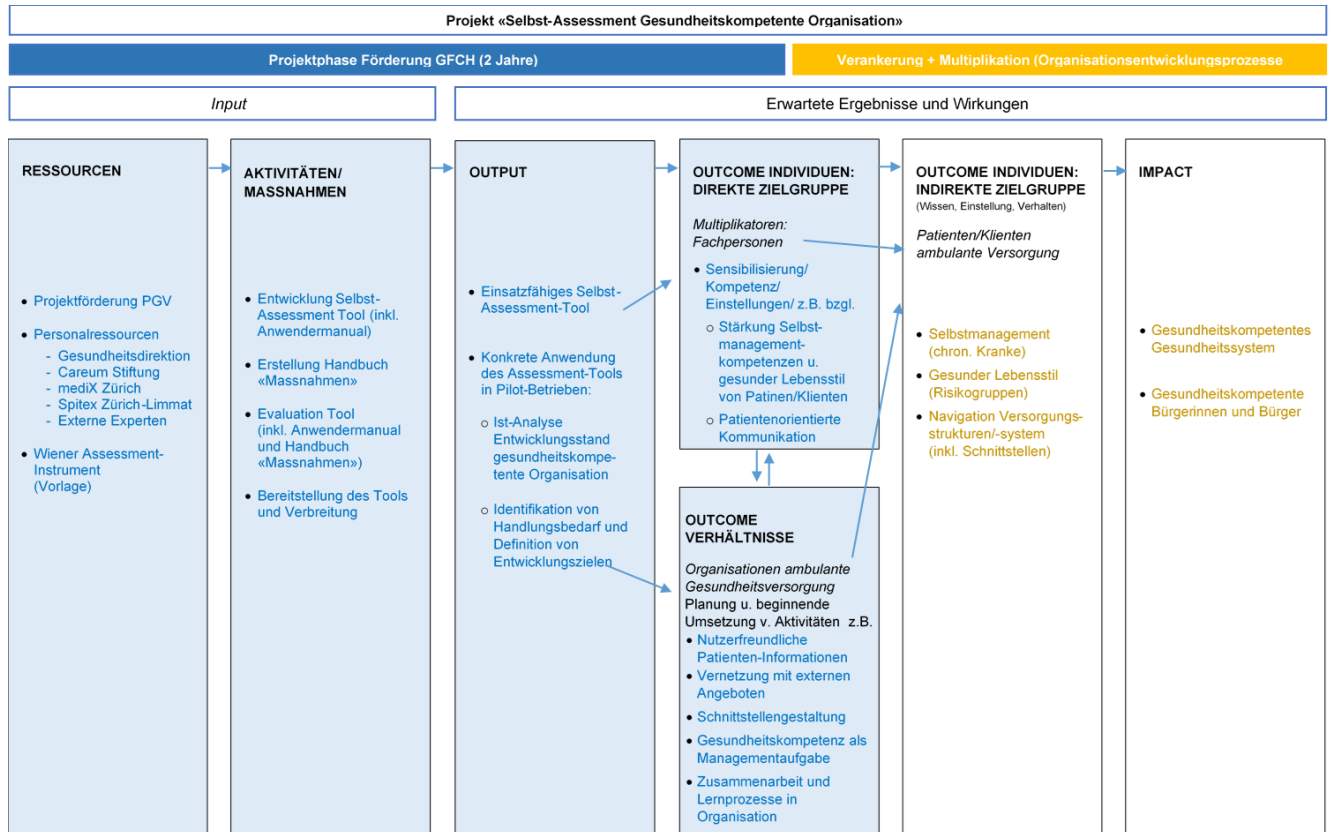 Projekt «Selbst-Assessment Gesundheitskompetente Organisation»
Projektphase Förderung GFCH (2 Jahre)
Verankerung + Multiplikation (Organisationsentwicklungsprozesse
Input
Erwartete Ergebnisse und Wirkungen
RESSOURCEN
• Projektförderung PGV
• Personalressourcen
- Gesundheitsdirektion
- Careum Stiftung
- mediX Zürich
- Spitex Zürich-Limmat
- Externe Experten
• Wiener Assessment-
Instrument
(Vorlage)
AKTIVITÄTEN/
MASSNAHMEN
• Entwicklung Selbst-
Assessment Tool (inkl.
Anwendermanual)
• Erstellung Handbuch
«Massnahmen»
• Evaluation Tool
(inkl. Anwendermanual
und Handbuch
«Massnahmen»)
• Bereitstellung des Tools
und Verbreitung
OUTPUT
• Einsatzfähiges Selbst-
Assessment-Tool
• Konkrete Anwendung
des Assessment-Tools
in Pilot-Betrieben:
○ Ist-Analyse
Entwicklungsstand
gesundheitskompe-
tente Organisation
○ Identifikation von
Handlungsbedarf und
Definition von
Entwicklungszielen
OUTCOME INDIVIDUEN:
DIREKTE ZIELGRUPPE
Multiplikatoren:
Fachpersonen
• Sensibilisierung/
Kompetenz/
Einstellungen/ z.B. bzgl.
○ Stärkung Selbst-
management-
kompetenzen u.
gesunder Lebensstil
von Patinen/Klienten
○ Patientenorientierte
Kommunikation
OUTCOME
VERHÄLTNISSE
Organisationen ambulante
Gesundheitsversorgung
Planung u. beginnende
Umsetzung v. Aktivitäten z.B.
• Nutzerfreundliche
Patienten-Informationen
• Vernetzung mit externen
Angeboten
• Schnittstellengestaltung
• Gesundheitskompetenz als
Managementaufgabe
• Zusammenarbeit und
Lernprozesse in
Organisation
OUTCOME INDIVIDUEN:
INDIREKTE ZIELGRUPPE
(Wissen, Einstellung, Verhalten)
Patienten/Klienten
ambulante Versorgung
• Selbstmanagement
(chron. Kranke)
• Gesunder Lebensstil
(Risikogruppen)
• Navigation Versorgungs-
strukturen/-system
(inkl. Schnittstellen)
IMPACT
• Gesundheitskompetentes
Gesundheitssystem
• Gesundheitskompetente
Bürgerinnen und Bürger